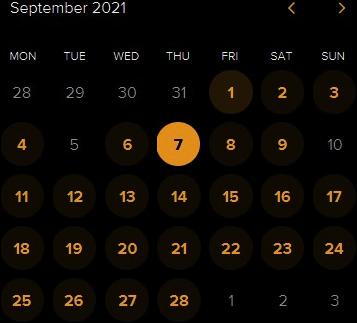 September 2021
MON TUE WED THU FRI SAT SUN
28 29 30 31 1 2 3
4 5 6 7 8 9 10
11 12 13 14 15 16 17
18 19 20 21 22 23 24
25 26 27 28 1 2 3